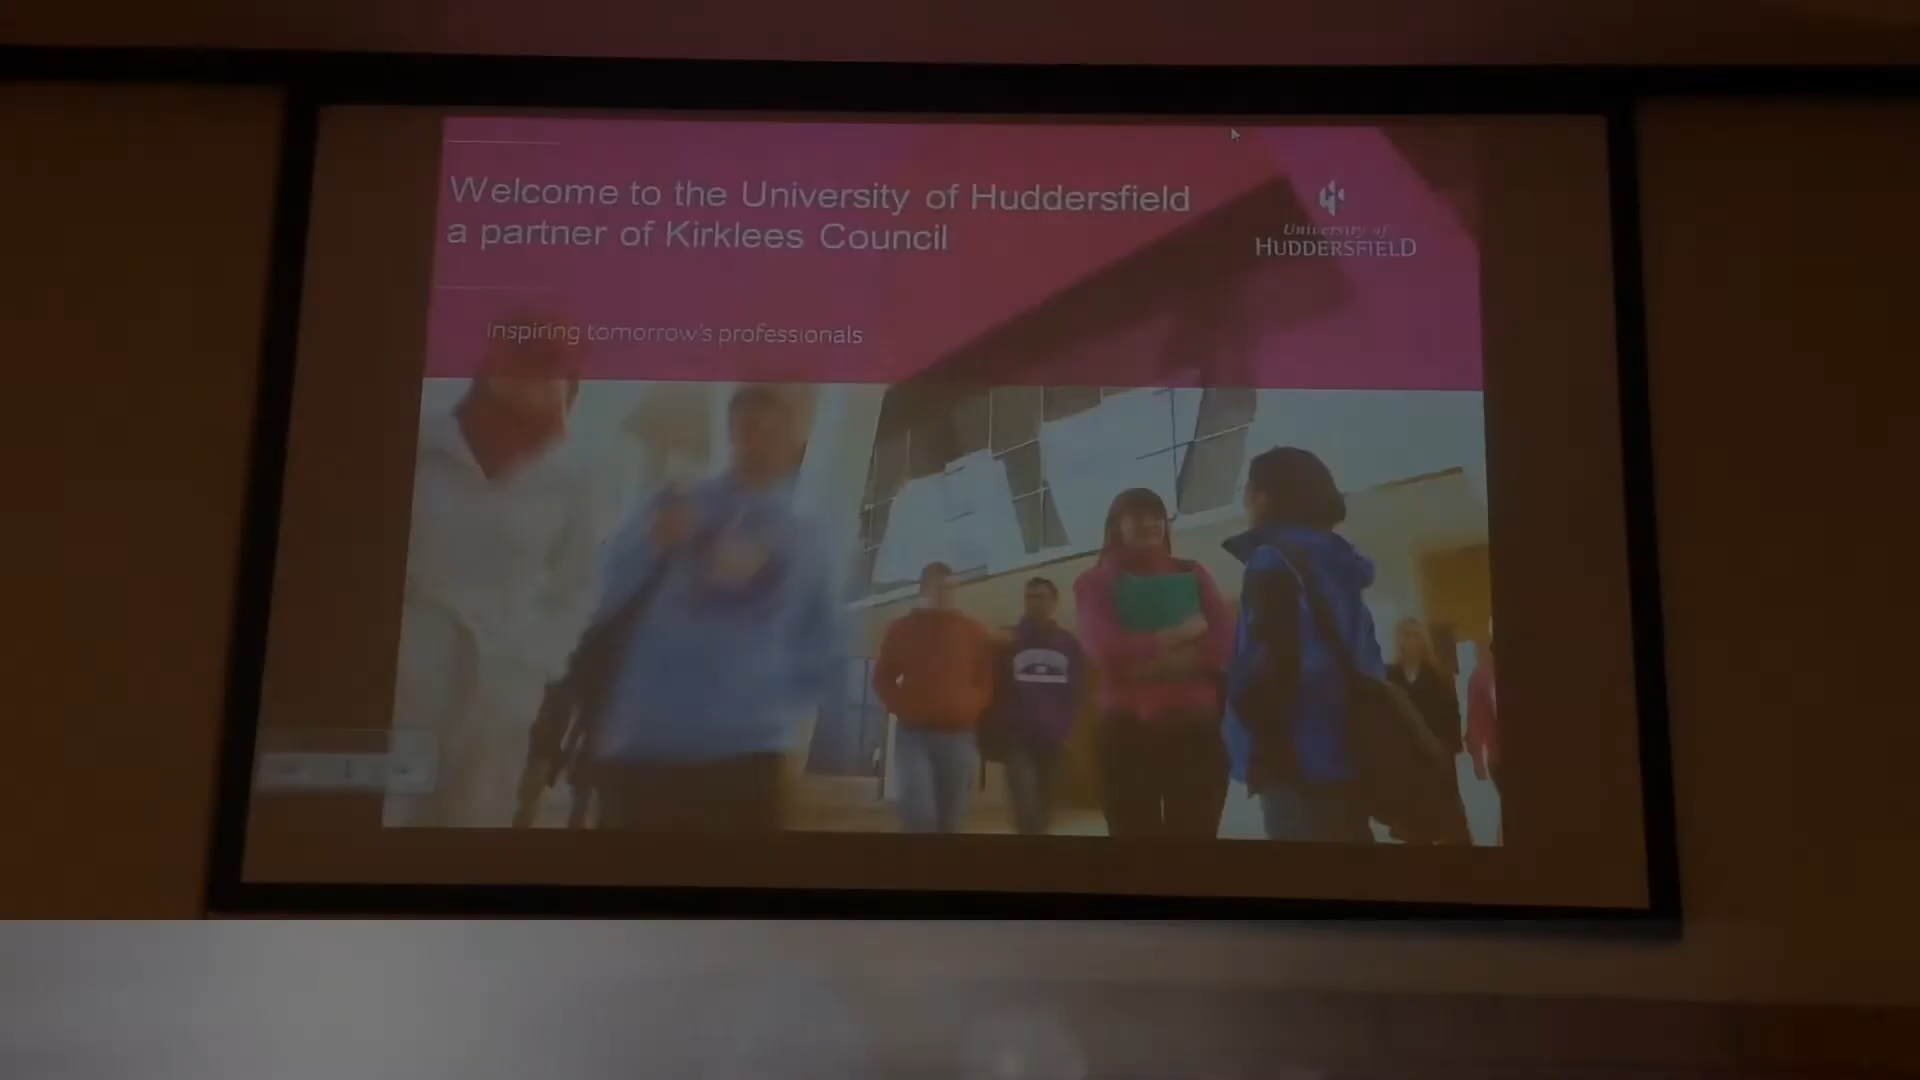 Welcome to the University of Huddersfield
a partner of Kirklees Council
University of
HUDDERSFIELD
Inspiring tomorrow's professionals